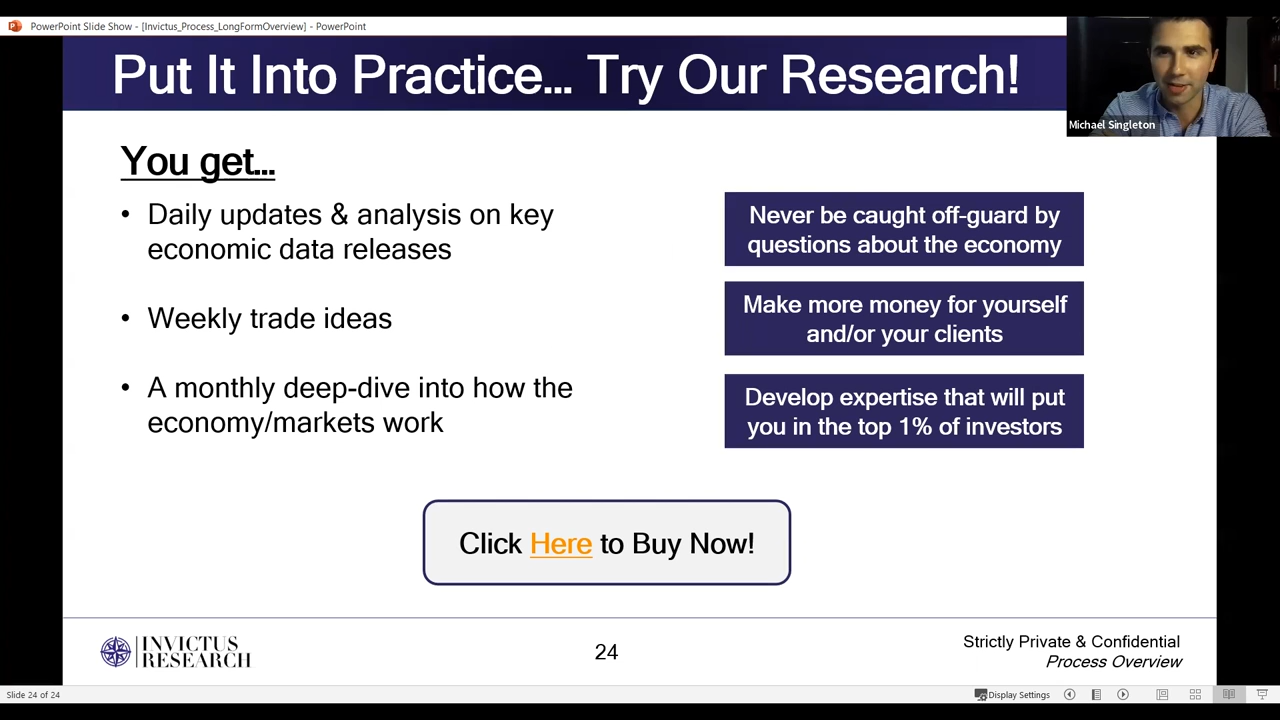 PowerPoint Slide Show - [Invictus_Process_LongFormOverview] - PowerPoint
Put It Into Practice... Try Our Research!
Michael Singleton
You get...
• Daily updates & analysis on key
economic data releases
Never be caught off-guard by
questions about the economy
• Weekly trade ideas
Make more money for yourself
and/or your clients
• A monthly deep-dive into how the
economy/markets work
Develop expertise that will put
you in the top 1% of investors
Click Here to Buy Now!
INVICTUS
RESEARCH
24
Strictly Private & Confidential
Process Overview
Slide 24 of 24
Display Settings